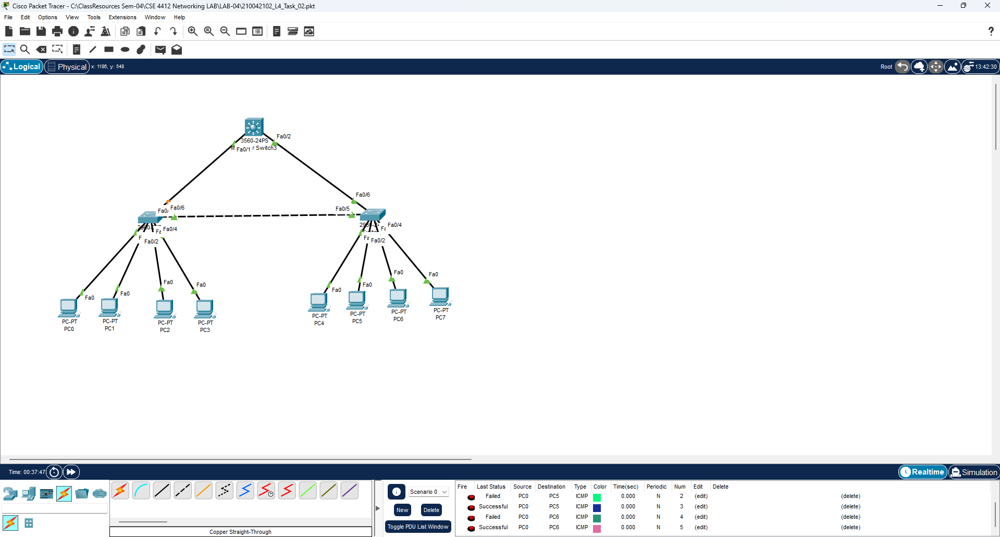 Cisco Packet Tracer - C:\ClassResources Sem-04\CSE 4412 Networking LAB\LAB-04\210042102_L4_Task_02.pkt
File Edit Options View Tools Extensions Window Help
?
Logical Physical x: 1186, y: 548 Root 13:42:30
Fa0/2
3560-24PS
Fa0/1 r Switch3
Fa0/6
Fa0/6
Fa0/5
Fa0/
Fa0/4
Fa0/2
Fa0/4
Fa0/2
Fa0 Fa0 Fa0 Fa0 Fa0 Fa0 Fa0 Fa0
PC-PT PC-PT PC-PT PC-PT PC-PT PC-PT PC-PT PC-PT
PC0 PC1 PC2 PC3 PC4 PC5 PC6 PC7
Time: 00:37:47 Realtime Simulation
Scenario 0
New Delete
Toggle PDU List Window
Copper Straight-Through
Fire Last Status Source Destination Type Color Time(sec) Periodic Num Edit Delete
Failed PC0 PC5 ICMP 0.000 N 2 (edit) (delete)
Successful PC0 PC5 ICMP 0.000 N 3 (edit) (delete)
Failed PC0 PC6 ICMP 0.000 N 4 (edit) (delete)
Successful PC0 PC6 ICMP 0.000 N 5 (edit) (delete)